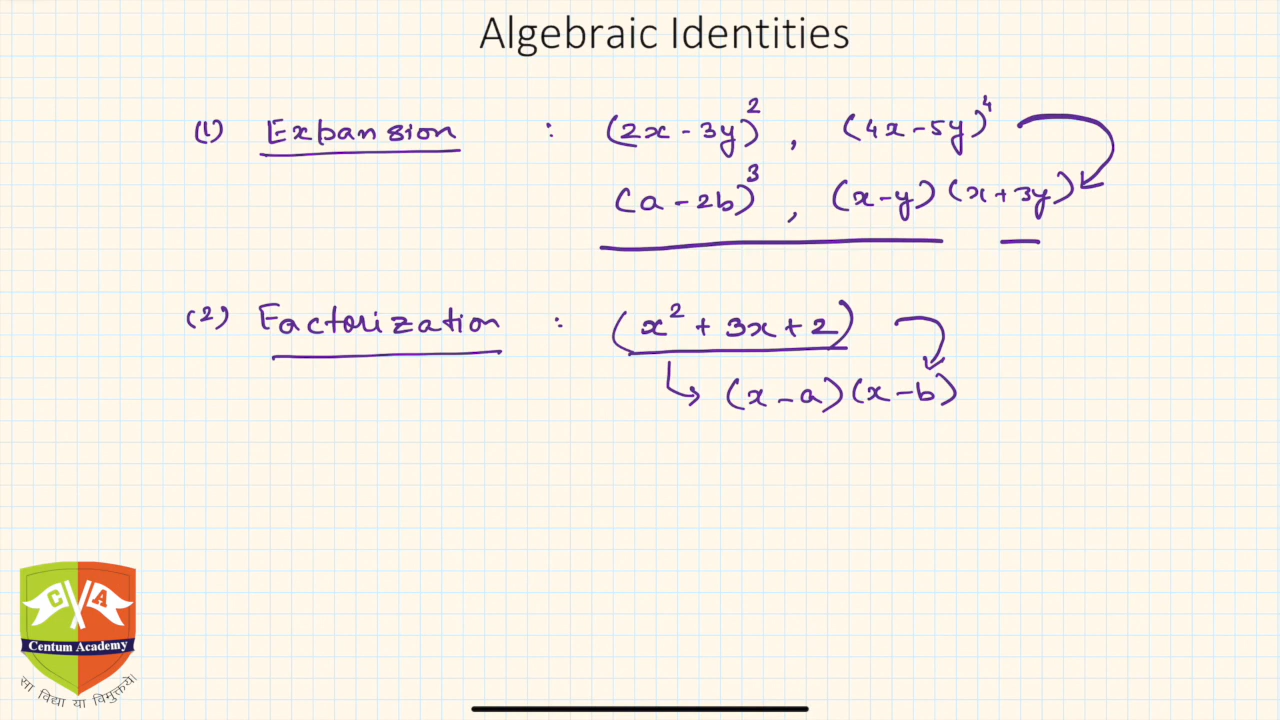 Algebraic Identities
(1) Expansion : (2x - 3y)², (4x - 5y)⁴
(a - 2b)³, (x - y) (x + 3y)
(2) Factorization : (x² + 3x + 2)
(x - a) (x - b)
C A
Centum Academy
सा विद्या या विमुक्तये